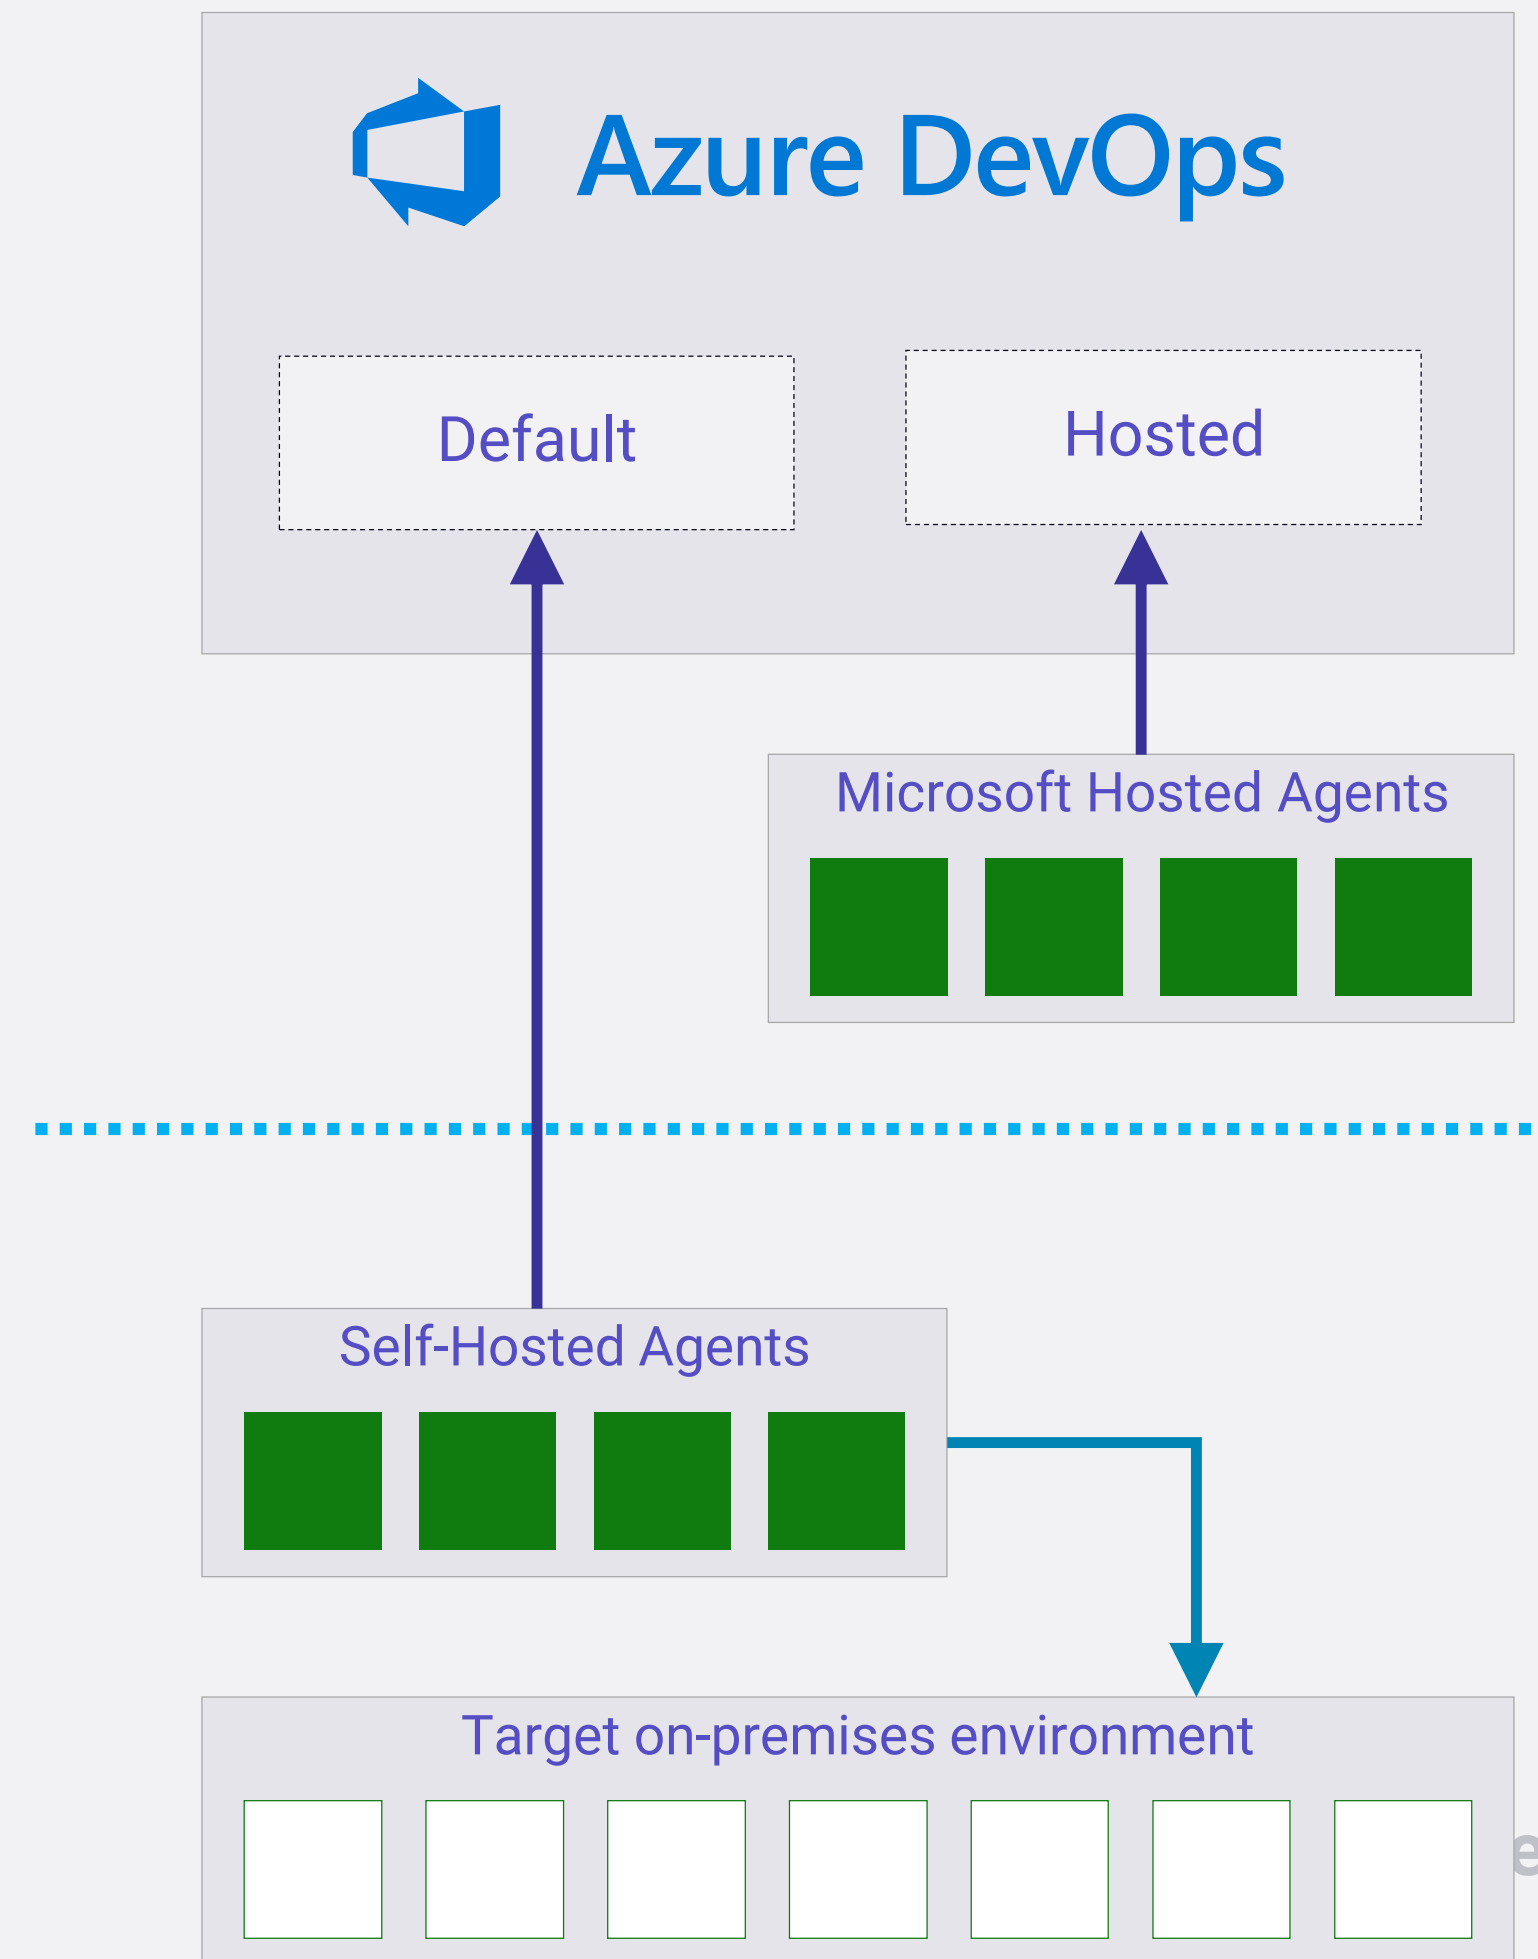 Azure DevOps
Default
Hosted
Microsoft Hosted Agents
Self-Hosted Agents
Target on-premises environment